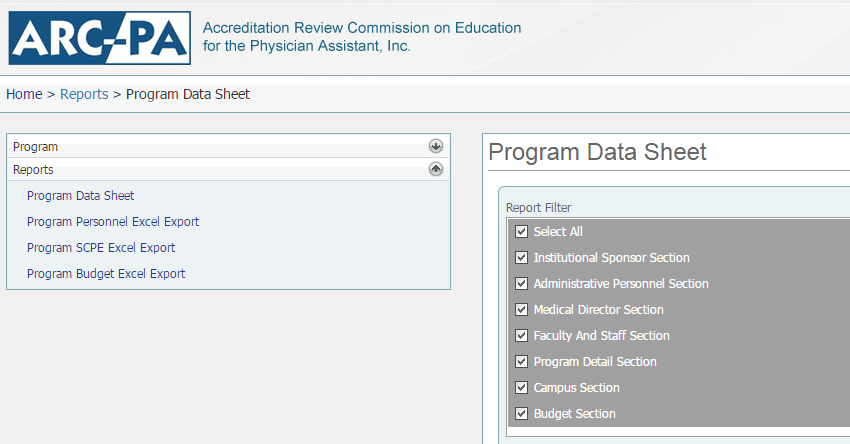 ARC-PA
Accreditation Review Commission on Education
for the Physician Assistant, Inc.
Home > Reports > Program Data Sheet
Program
Reports
Program Data Sheet
Program Personnel Excel Export
Program SCPE Excel Export
Program Budget Excel Export
Program Data Sheet
Report Filter
Select All
Institutional Sponsor Section
Administrative Personnel Section
Medical Director Section
Faculty And Staff Section
Program Detail Section
Campus Section
Budget Section